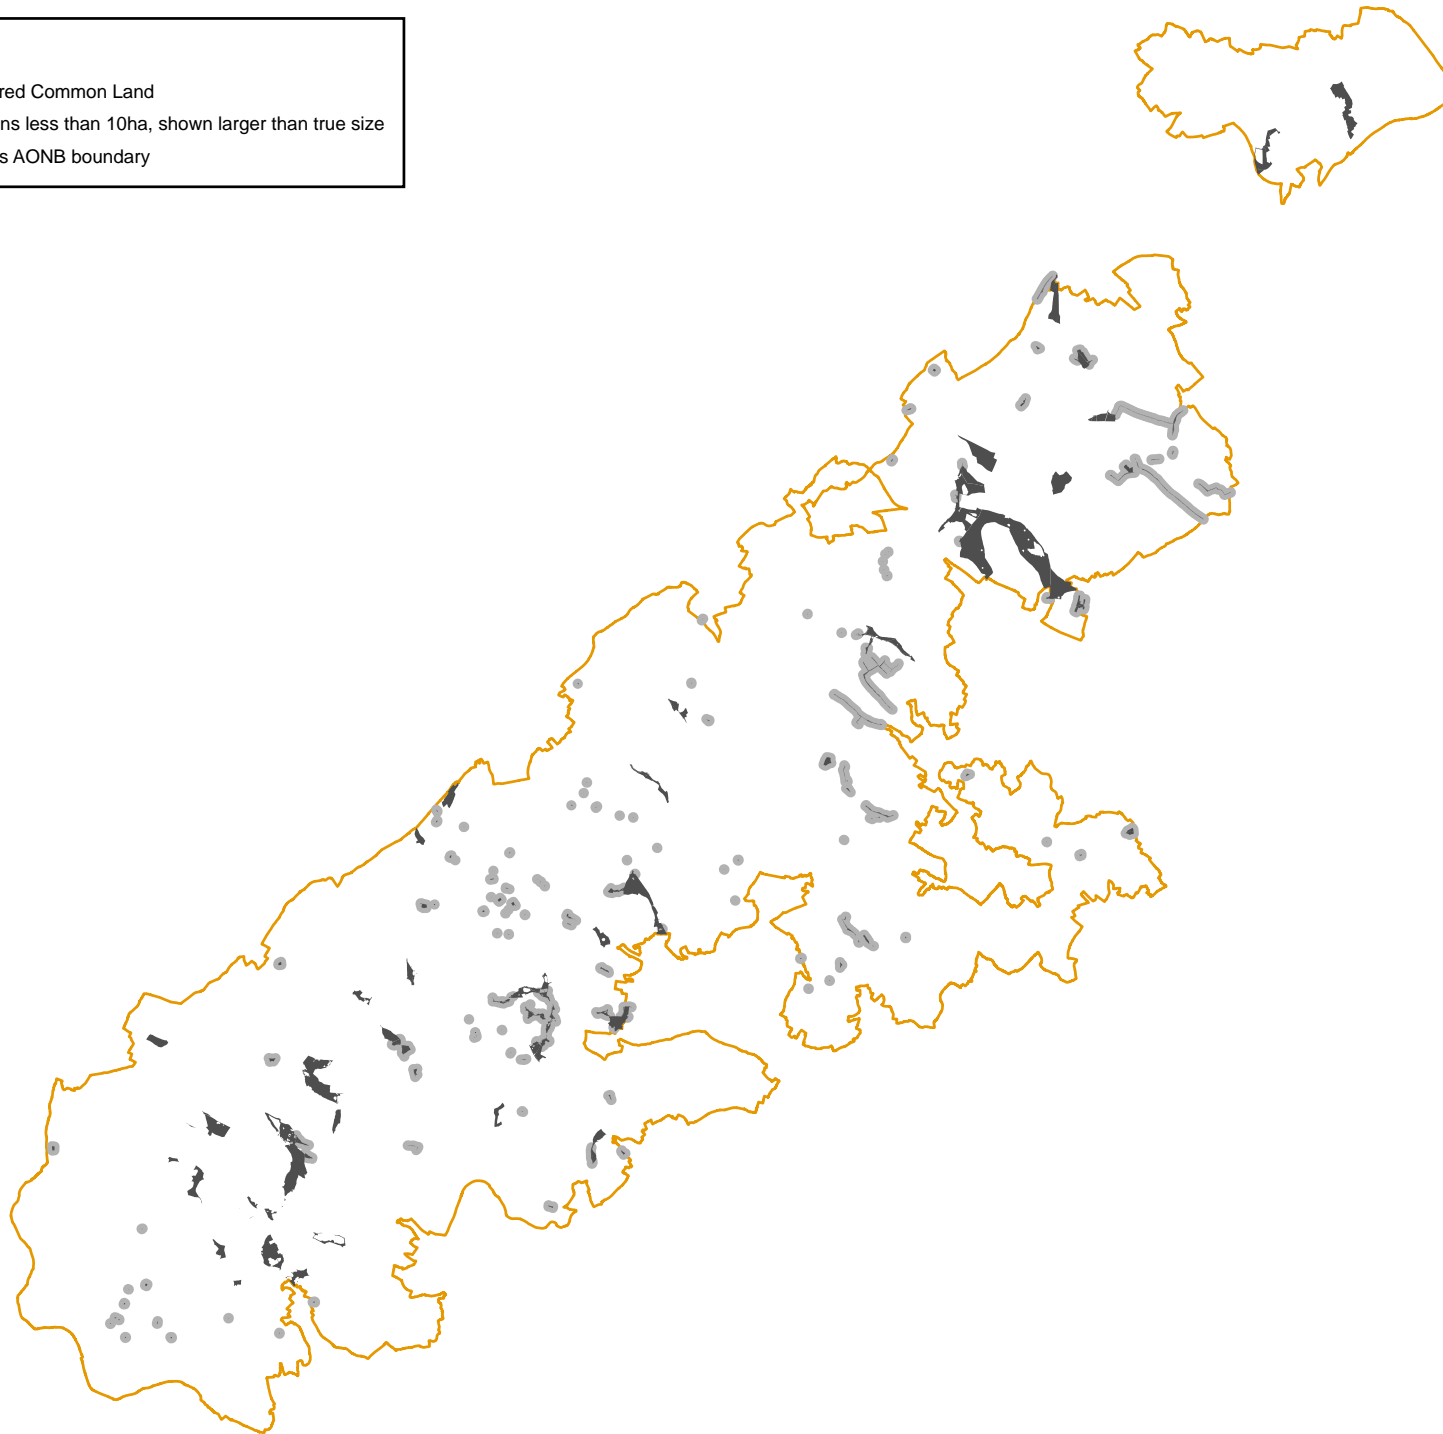 red Common Land
ns less than 10ha, shown larger than true size
s AONB boundary